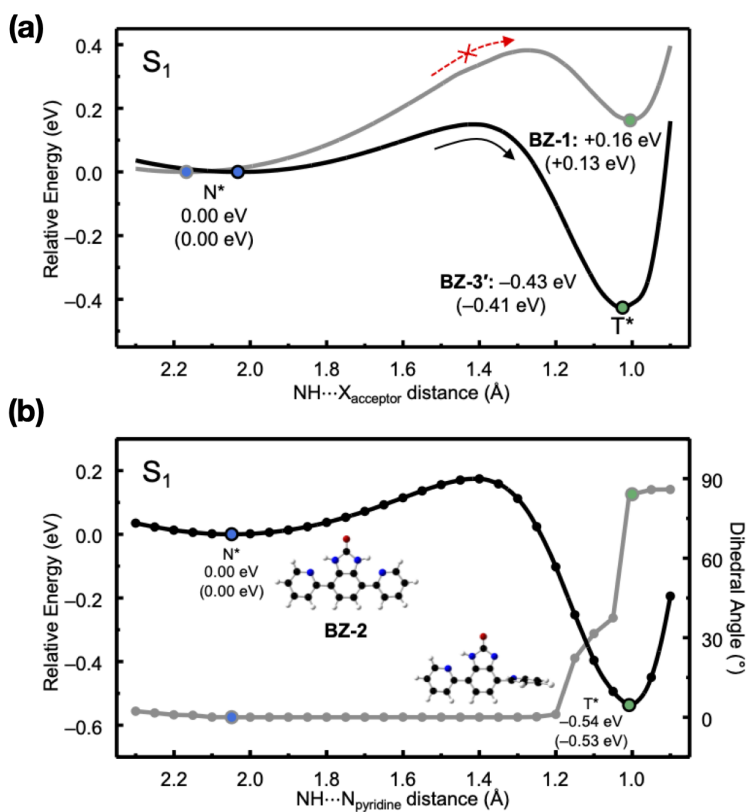 (a)
S₁
0.4
0.2
0.0
−0.2
−0.4
Relative Energy (eV)
N*
0.00 eV
(0.00 eV)
BZ-1: +0.16 eV
(+0.13 eV)
BZ-3′: −0.43 eV
(−0.41 eV)
T*
2.2 2.0 1.8 1.6 1.4 1.2 1.0
NH···Xacceptor distance (Å)
(b)
S₁
0.2
0.0
−0.2
−0.4
−0.6
Relative Energy (eV)
90
60
30
0
Dihedral Angle (°)
N*
0.00 eV
(0.00 eV)
BZ-2
T*
−0.54 eV
(−0.53 eV)
2.2 2.0 1.8 1.6 1.4 1.2 1.0
NH···Npyridine distance (Å)